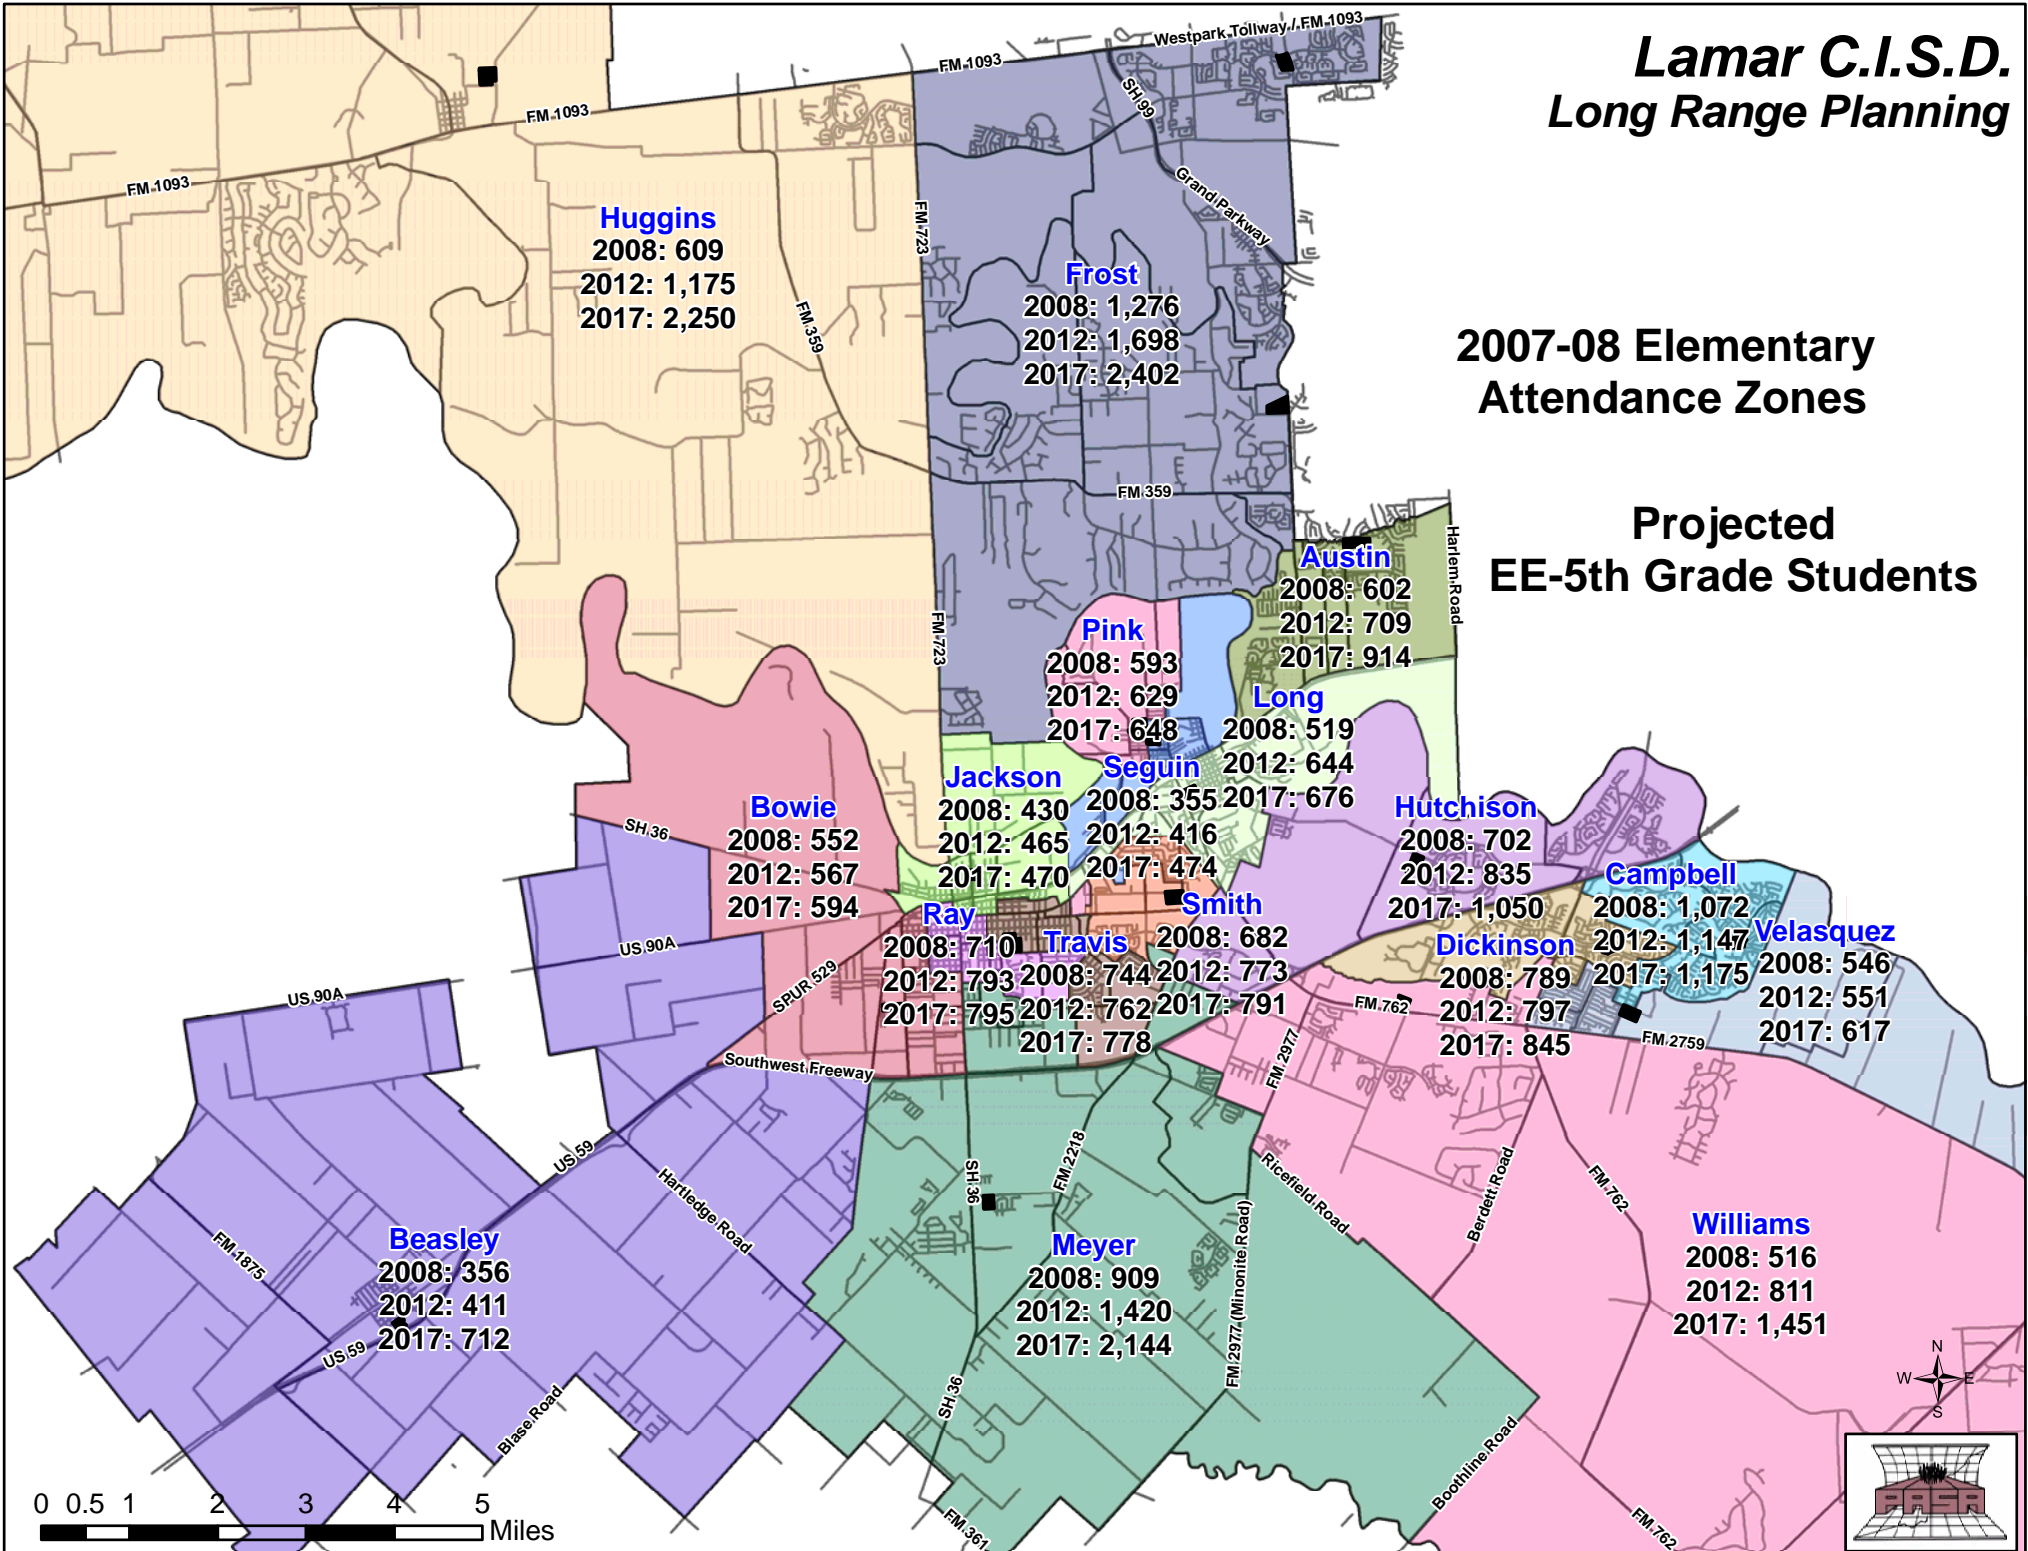 Lamar C.I.S.D.
Long Range Planning
2007-08 Elementary
Attendance Zones
Projected
EE-5th Grade Students
Westpark Tollway / FM 1093
FM 1093
FM 1093
FM 1093
SH 99
Grand Parkway
FM 723
FM 359
FM 359
FM 723
Harlem Road
Huggins
2008: 609
2012: 1,175
2017: 2,250
Frost
2008: 1,276
2012: 1,698
2017: 2,402
Austin
2008: 602
2012: 709
2017: 914
Pink
2008: 593
2012: 629
2017: 648
Long
2008: 519
2012: 644
2017: 676
Jackson
2008: 430
2012: 465
2017: 470
Seguin
2008: 355
2012: 416
2017: 474
Bowie
2008: 552
2012: 567
2017: 594
Hutchison
2008: 702
2012: 835
2017: 1,050
Campbell
2008: 1,072
2012: 1,147
2017: 1,175
Ray
2008: 710
2012: 793
2017: 795
Travis
2008: 744
2012: 762
2017: 778
Smith
2008: 682
2012: 773
2017: 791
Dickinson
2008: 789
2012: 797
2017: 845
Velasquez
2008: 546
2012: 551
2017: 617
SH 36
US 90A
US 90A
SPUR 529
Southwest Freeway
FM 762
FM 2759
FM 2977
US 59
Hartledge Road
SH 36
FM 2218
Ricefield Road
Berdett Road
FM 762
FM 1875
FM 2977 (Minonite Road)
Beasley
2008: 356
2012: 411
2017: 712
Meyer
2008: 909
2012: 1,420
2017: 2,144
Williams
2008: 516
2012: 811
2017: 1,451
US 59
Blase Road
SH 36
Boothline Road
FM 361
FM 762
N
W E
S
0 0.5 1 2 3 4 5
Miles
PASA